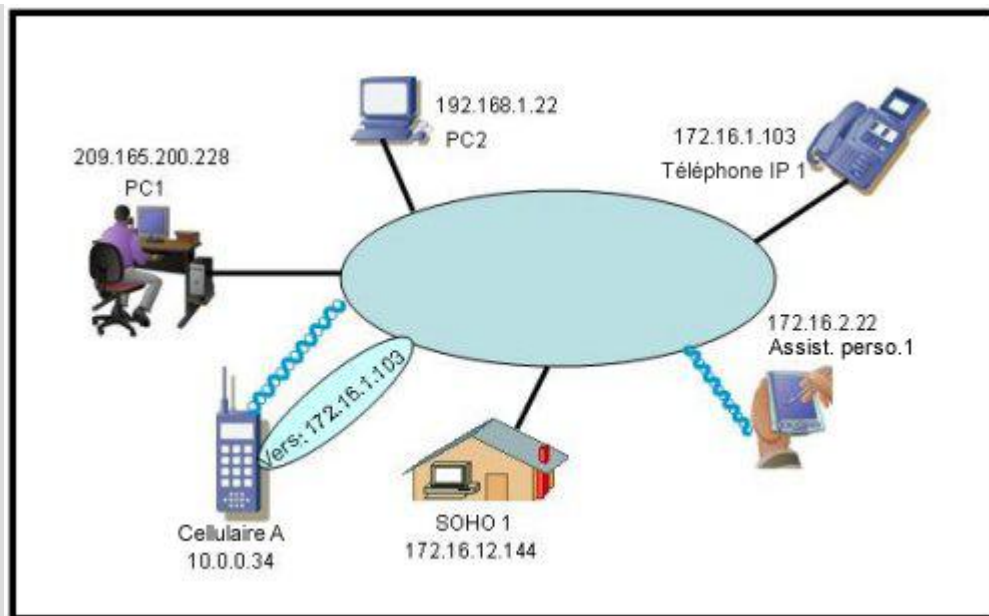 192.168.1.22
PC2
172.16.1.103
Téléphone IP 1
209.165.200.228
PC1
172.16.2.22
Assist. perso.1
Vers: 172.16.1.103
Cellulaire A
10.0.0.34
SOHO 1
172.16.12.144